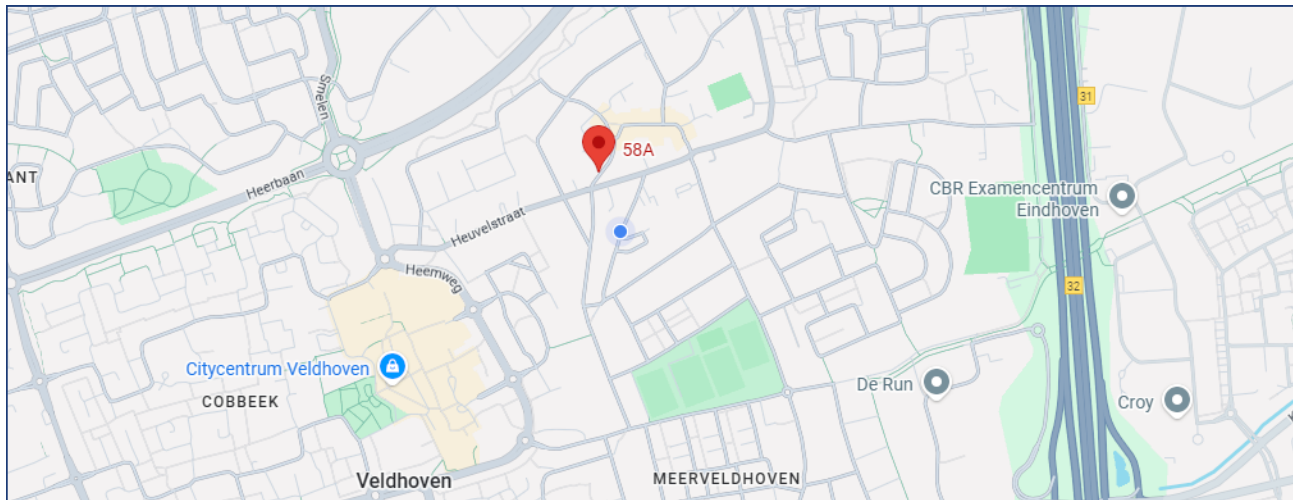 Smelen
31
58A
ANT
Heerbaan
CBR Examencentrum
Eindhoven
Heuvelstraat
Heemweg
32
Citycentrum Veldhoven
De Run
COBBEEK
Croy
K
Veldhoven
MEERVELDHOVEN